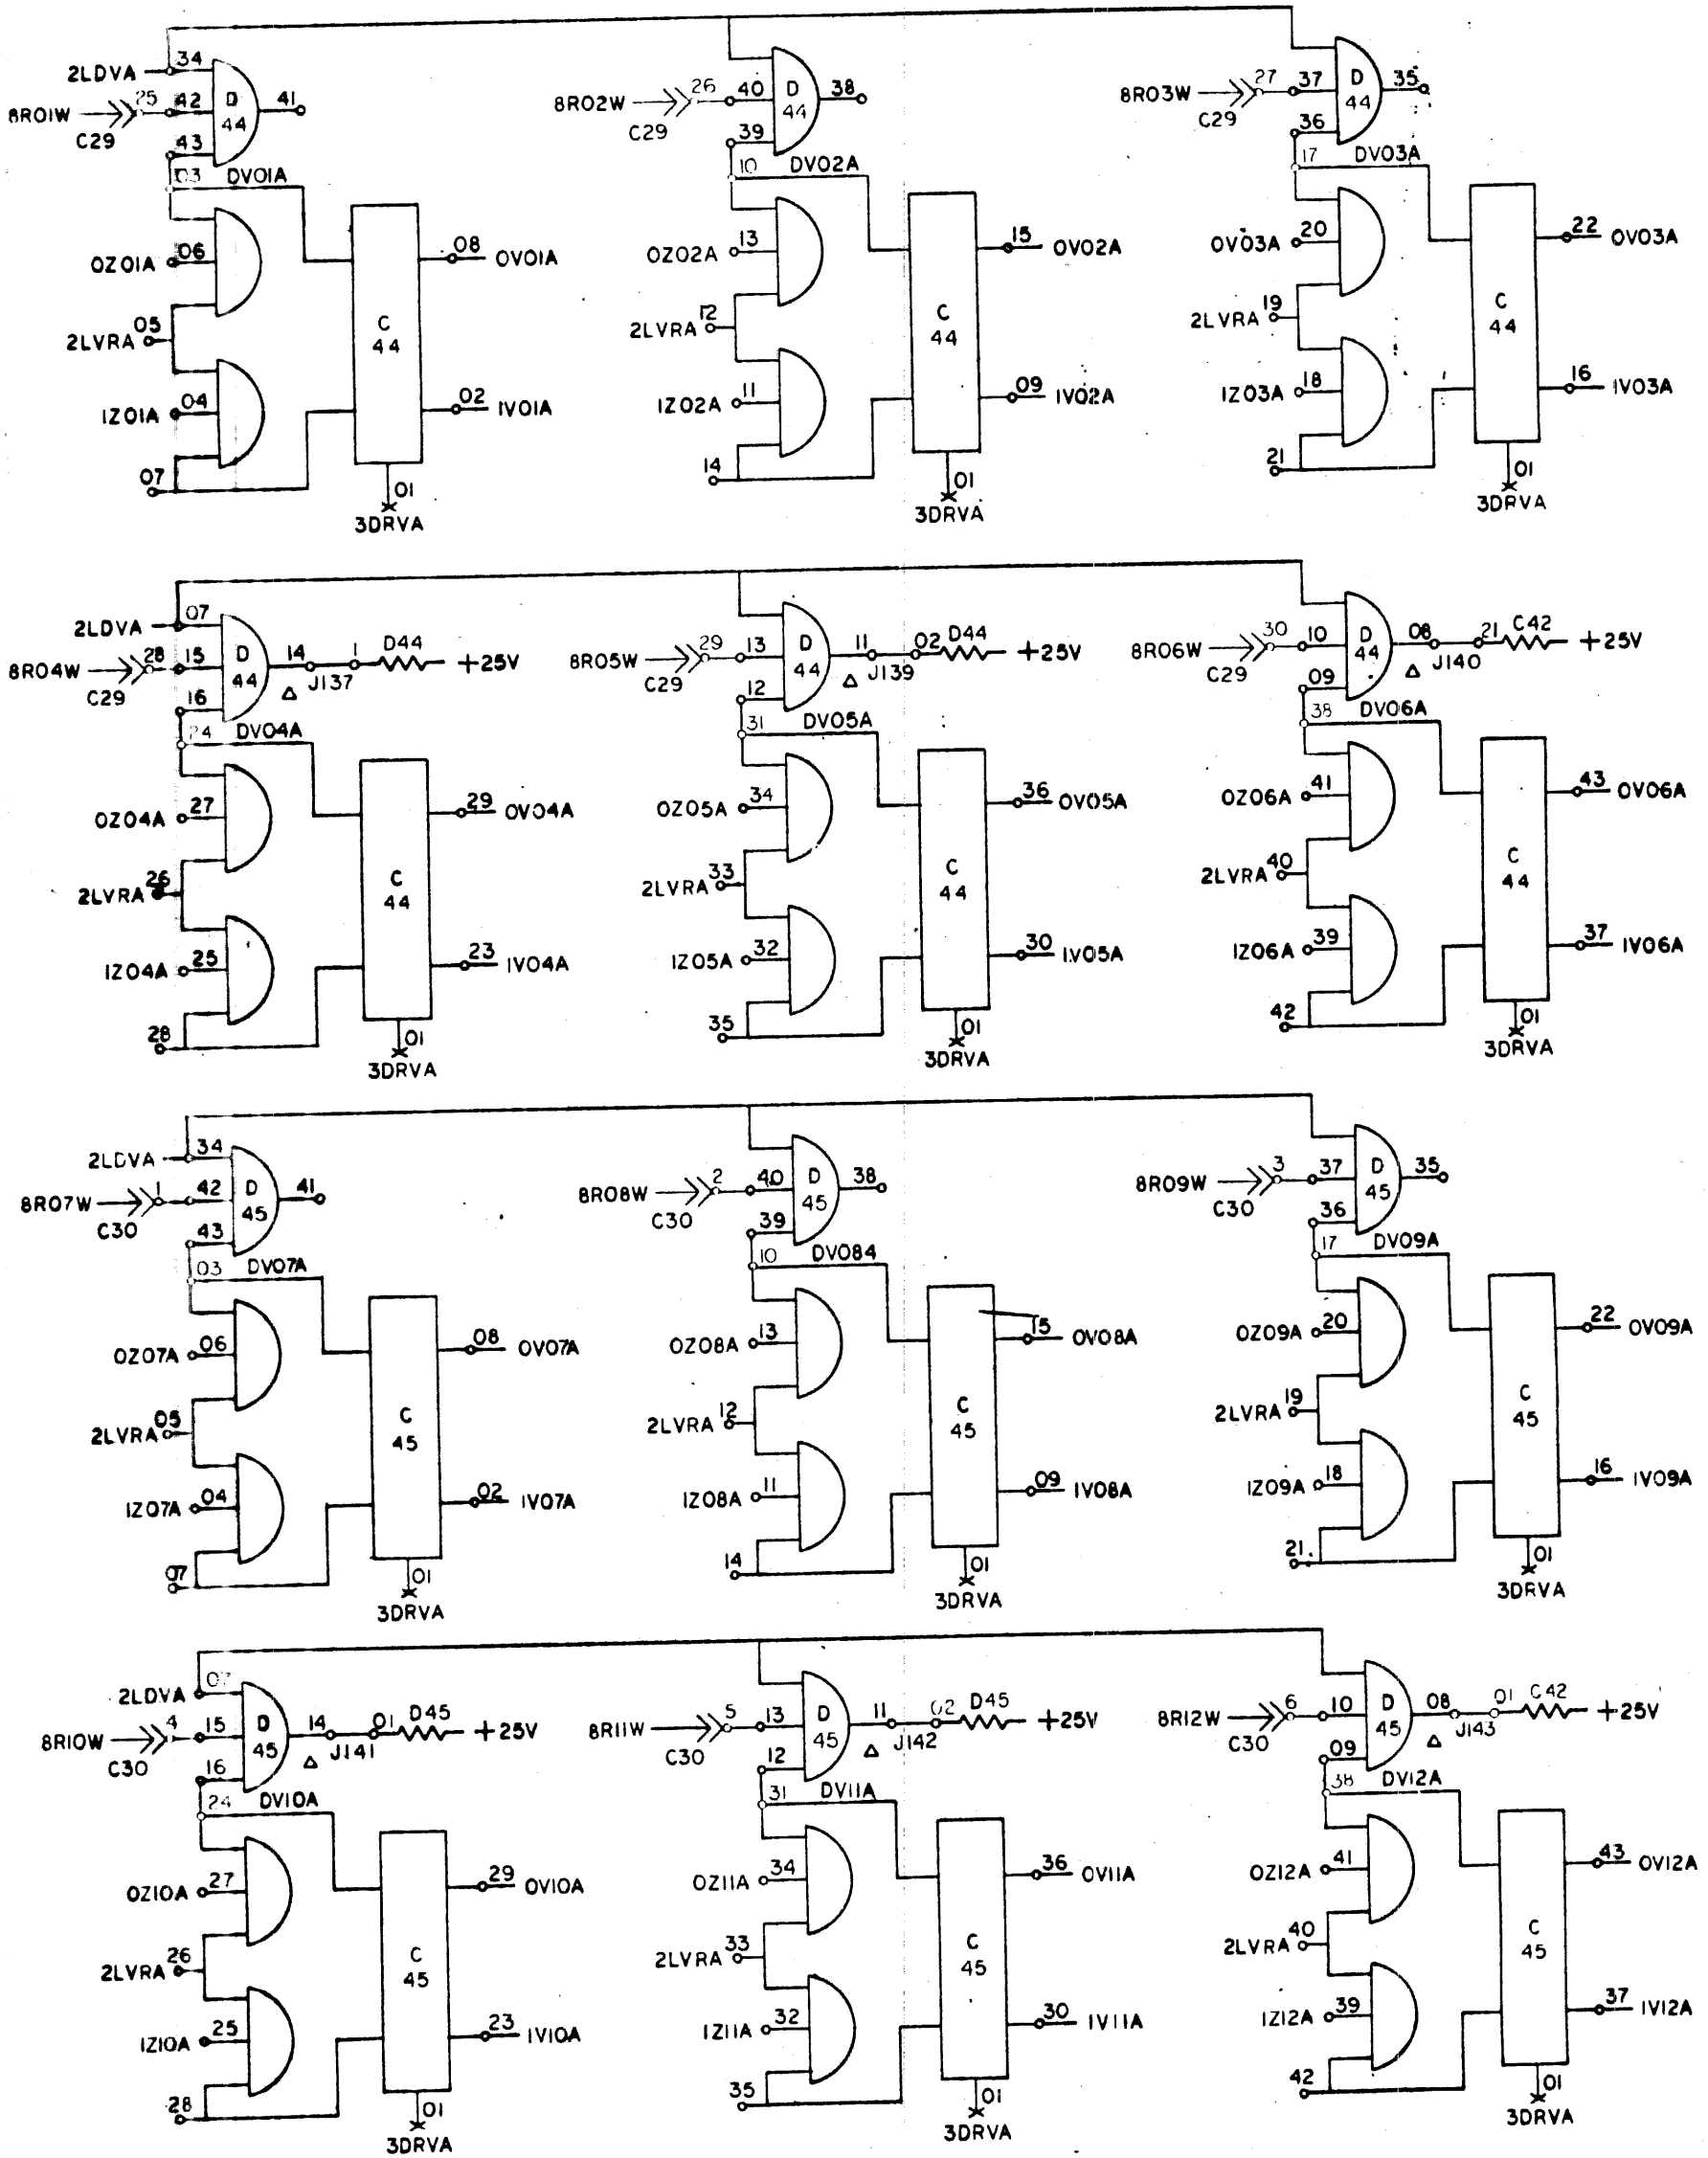 34
2LDVA
8R01W
25
42
D
44
41
C29
43
03
DV01A
0Z01A
06
08
0V01A
2LVRA
05
C
44
1Z01A
04
02
1V01A
07
01
3DRVA
8R02W
26
40
D
44
38
C29
39
10
DV02A
0Z02A
13
15
0V02A
2LVRA
12
C
44
1Z02A
11
09
1V02A
14
01
3DRVA
8R03W
27
37
D
44
35
C29
36
17
DV03A
0V03A
20
22
0V03A
2LVRA
19
C
44
1Z03A
18
16
1V03A
21
01
3DRVA
2LDVA
07
8R04W
28
15
D
44
14
1
D44
+25V
C29
J137
16
24
DV04A
0Z04A
27
29
0V04A
2LVRA
26
C
44
1Z04A
25
23
1V04A
28
01
3DRVA
8R05W
29
13
D
44
11
02
D44
+25V
C29
J139
12
31
DV05A
0Z05A
34
36
0V05A
2LVRA
33
C
44
1Z05A
32
30
1V05A
35
01
3DRVA
8R06W
30
10
D
44
08
21
C42
+25V
C29
J140
09
38
DV06A
0Z06A
41
43
0V06A
2LVRA
40
C
44
1Z06A
39
37
1V06A
42
01
3DRVA
2LDVA
34
8R07W
1
42
D
45
41
C30
43
03
DV07A
0Z07A
06
08
0V07A
2LVRA
05
C
45
1Z07A
04
02
1V07A
07
01
3DRVA
8R08W
2
40
D
45
38
C30
39
10
DV084
0Z08A
13
15
0V08A
2LVRA
12
C
45
1Z08A
11
09
1V08A
14
01
3DRVA
8R09W
3
37
D
45
35
C30
36
17
DV09A
0Z09A
20
22
0V09A
2LVRA
19
C
45
1Z09A
18
16
1V09A
21
01
3DRVA
2LDVA
07
8R10W
4
15
D
45
14
01
D45
+25V
C30
J141
16
24
DV10A
0Z10A
27
29
0V10A
2LVRA
26
C
45
1Z10A
25
23
1V10A
28
01
3DRVA
8R11W
5
13
D
45
11
02
D45
+25V
C30
J142
12
31
DV11A
0Z11A
34
36
0V11A
2LVRA
33
C
45
1Z11A
32
30
1V11A
35
01
3DRVA
8R12W
6
10
D
45
08
01
C42
+25V
C30
J143
09
38
DV12A
0Z12A
41
43
0V12A
2LVRA
40
C
45
1Z12A
39
37
1V12A
42
01
3DRVA